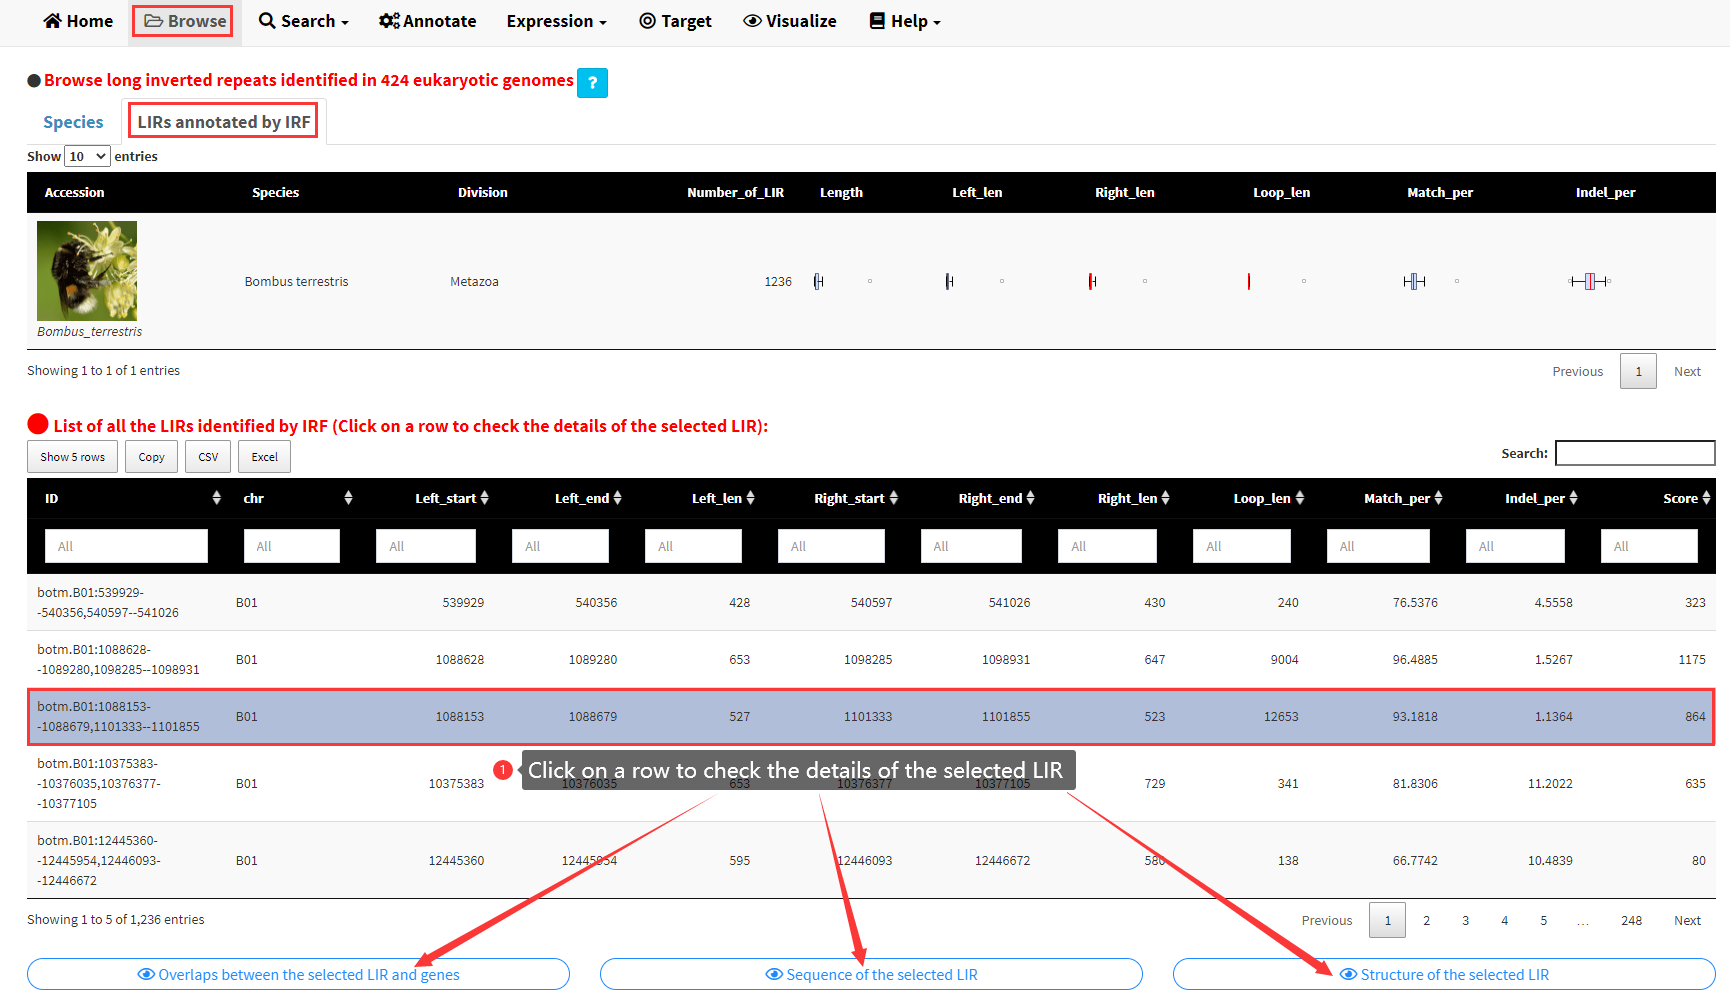 Home Browse Search Annotate Expression Target Visualize Help
Browse long inverted repeats identified in 424 eukaryotic genomes ?
Species LIRs annotated by IRF
Show 10 entries
Accession Species Division Number_of_LIR Length Left_len Right_len Loop_len Match_per Indel_per
Bombus terrestris Metazoa 1236
Bombus_terrestris
Showing 1 to 1 of 1 entries Previous 1 Next
List of all the LIRs identified by IRF (Click on a row to check the details of the selected LIR):
Show 5 rows Copy CSV Excel Search:
ID chr Left_start Left_end Left_len Right_start Right_end Right_len Loop_len Match_per Indel_per Score
All All All All All All All All All All All All
botm.B01:539929-
-540356,540597--541026 B01 539929 540356 428 540597 541026 430 240 76.5376 4.5558 323
botm.B01:1088628-
-1089280,1098285--1098931 B01 1088628 1089280 653 1098285 1098931 647 9004 96.4885 1.5267 1175
botm.B01:1088153-
-1088679,1101333--1101855 B01 1088153 1088679 527 1101333 1101855 523 12653 93.1818 1.1364 864
1 Click on a row to check the details of the selected LIR
botm.B01:10375383-
-10376035,10376377-
-10377105 B01 10375383 10376035 653 10376377 10377105 729 341 81.8306 11.2022 635
botm.B01:12445360-
-12445954,12446093-
-12446672 B01 12445360 12445954 595 12446093 12446672 580 138 66.7742 10.4839 80
Showing 1 to 5 of 1,236 entries Previous 1 2 3 4 5 ... 248 Next
Overlaps between the selected LIR and genes Sequence of the selected LIR Structure of the selected LIR